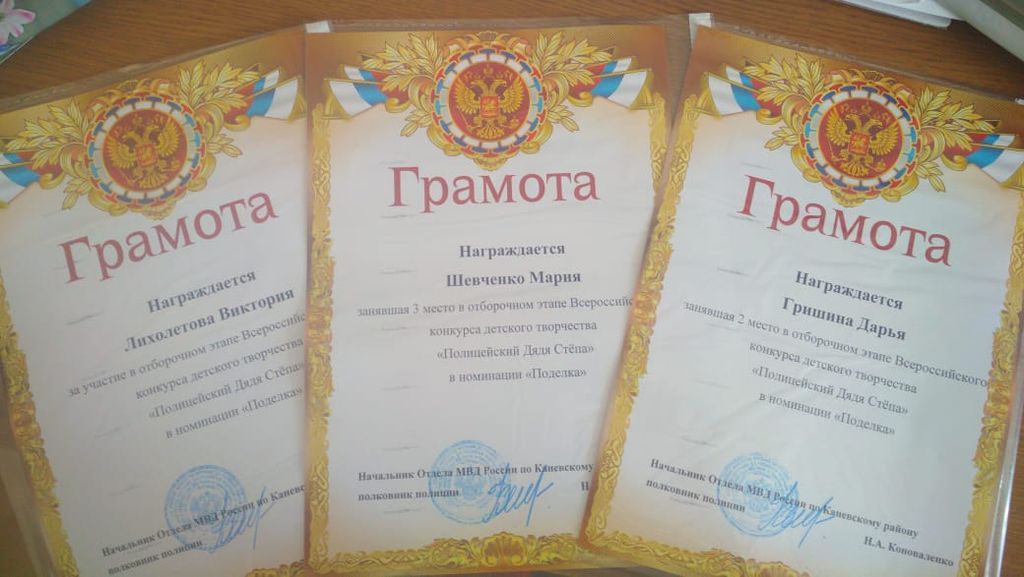 Грамота
Награждается
Лихолетова Виктория
за участие в отборочном этапе
конкурса детского творчества
«Полицейский Дядя Стёпа»
в номинации «Поделка»
Начальник Отдела МВД России по
полковник полиции
Грамота
Награждается
Шевченко Мария
занявшая 3 место в отборочном этапе
конкурса детского творчества
«Полицейский Дядя Стёпа»
в номинации «Поделка»
Начальник Отдела МВД России по Каневскому
полковник полиции
Н
Грамота
Награждается
Гришина Дарья
занявшая 2 место в отборочном этапе Всероссийского
конкурса детского творчества
«Полицейский Дядя Стёпа»
в номинации «Поделка»
Начальник Отдела МВД России по Каневскому району
полковник полиции
Н.А. Коноваленко